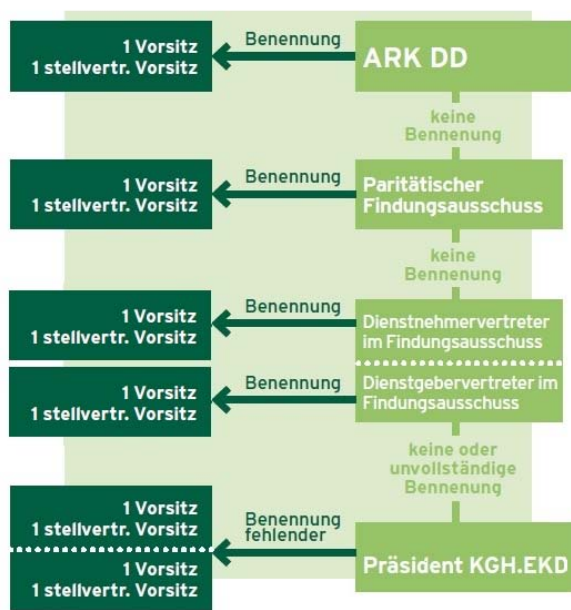 1 Vorsitz
1 stellvertr. Vorsitz
Benennung
ARK DD
keine
Bennenung
1 Vorsitz
1 stellvertr. Vorsitz
Benennung
Paritätischer
Findungsausschuss
keine
Bennenung
1 Vorsitz
1 stellvertr. Vorsitz
Benennung
Dienstnehmervertreter
im Findungsausschuss
1 Vorsitz
1 stellvertr. Vorsitz
Benennung
Dienstgebervertreter im
Findungsausschuss
keine oder
unvollständige
Bennenung
1 Vorsitz
1 stellvertr. Vorsitz
1 Vorsitz
1 stellvertr. Vorsitz
Benennung
fehlender
Präsident KGH.EKD